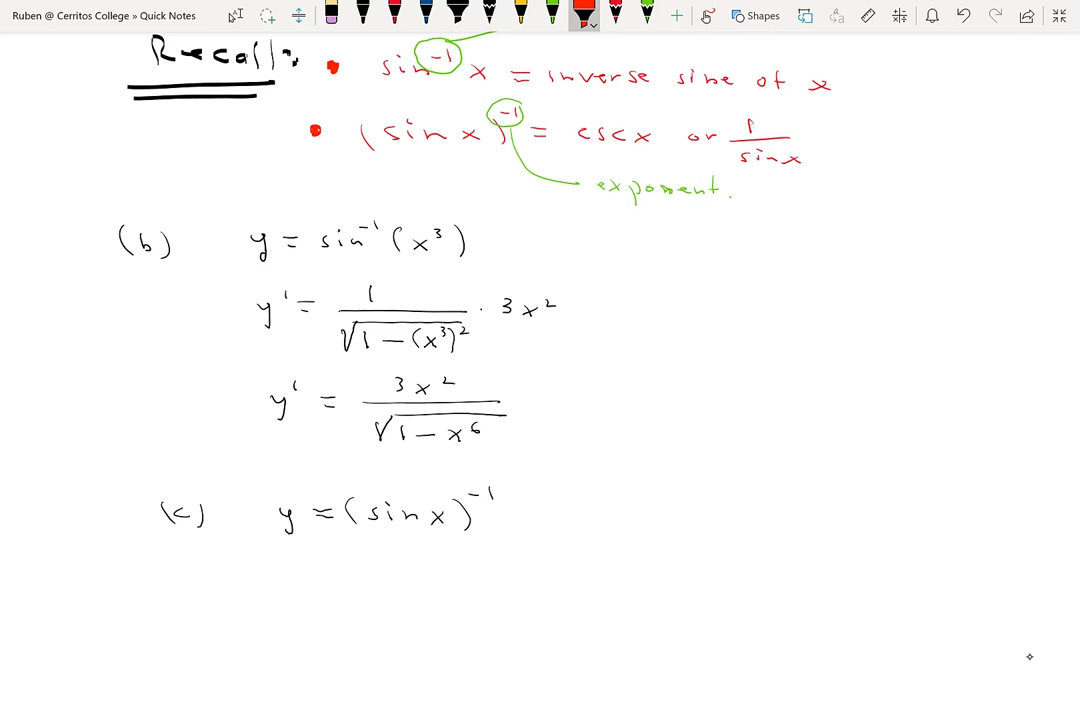 Ruben @ Cerritos College » Quick Notes Shapes
Recall:
• sin⁻¹ x = inverse sine of x
• (sin x)⁻¹ = csc x or 1/sin x
exponent.
(b) y = sin⁻¹(x³)
y' = 1/√(1 − (x³)²) · 3x²
y' = 3x²/√(1 − x⁶)
(c) y = (sin x)⁻¹